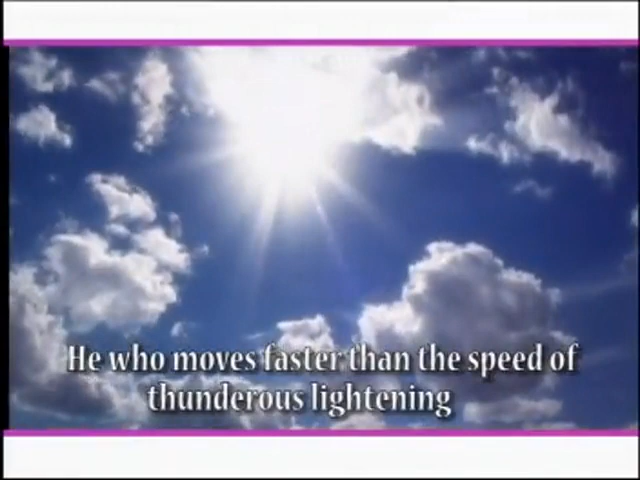 He who moves faster than the speed of
thunderous lightening